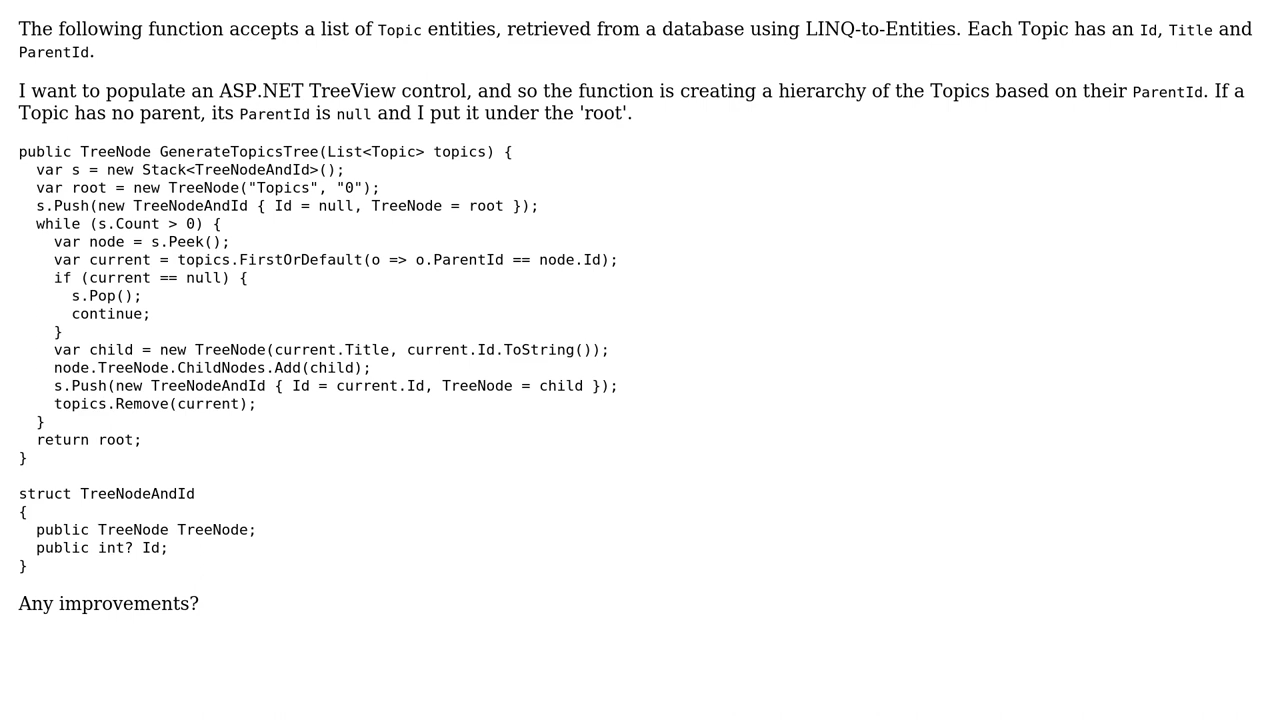 The following function accepts a list of Topic entities, retrieved from a database using LINQ-to-Entities. Each Topic has an Id, Title and
ParentId.
I want to populate an ASP.NET TreeView control, and so the function is creating a hierarchy of the Topics based on their ParentId. If a
Topic has no parent, its ParentId is null and I put it under the 'root'.
public TreeNode GenerateTopicsTree(List<Topic> topics) {
  var s = new Stack<TreeNodeAndId>();
  var root = new TreeNode("Topics", "0");
  s.Push(new TreeNodeAndId { Id = null, TreeNode = root });
  while (s.Count > 0) {
    var node = s.Peek();
    var current = topics.FirstOrDefault(o => o.ParentId == node.Id);
    if (current == null) {
      s.Pop();
      continue;
    }
    var child = new TreeNode(current.Title, current.Id.ToString());
    node.TreeNode.ChildNodes.Add(child);
    s.Push(new TreeNodeAndId { Id = current.Id, TreeNode = child });
    topics.Remove(current);
  }
  return root;
}
struct TreeNodeAndId
{
  public TreeNode TreeNode;
  public int? Id;
}
Any improvements?